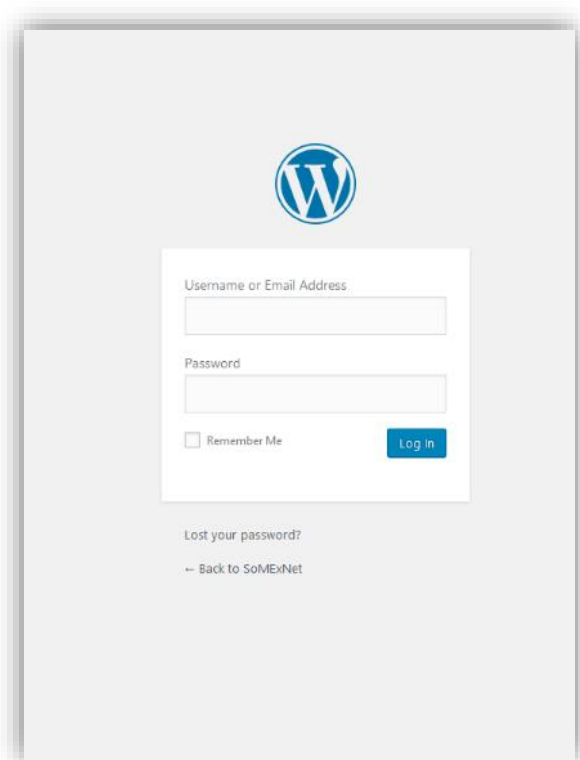 Username or Email Address
Password
Remember Me
Log In
Lost your password?
← Back to SoMExNet